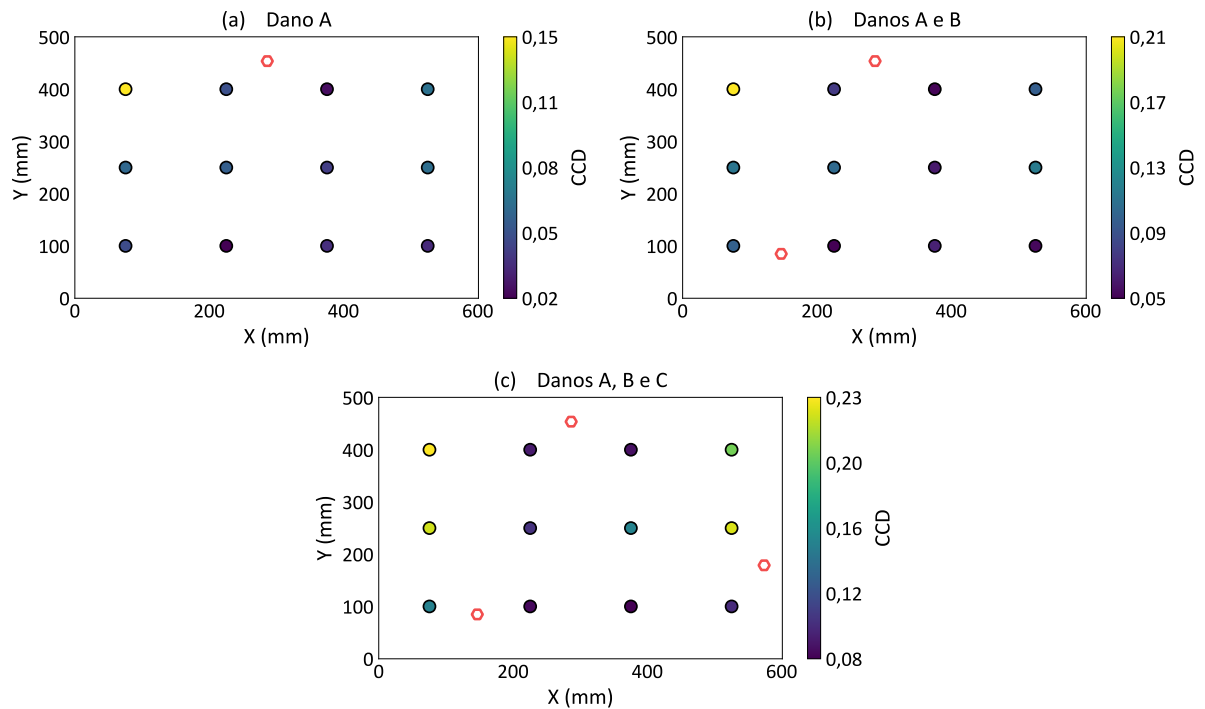 (a) Dano A
500
400
300
200
100
0
0 200 400 600
Y (mm)
X (mm)
0,15
0,11
0,08
0,05
0,02
CCD
(b) Danos A e B
500
400
300
200
100
0
0 200 400 600
Y (mm)
X (mm)
0,21
0,17
0,13
0,09
0,05
CCD
(c) Danos A, B e C
500
400
300
200
100
0
0 200 400 600
Y (mm)
X (mm)
0,23
0,20
0,16
0,12
0,08
CCD